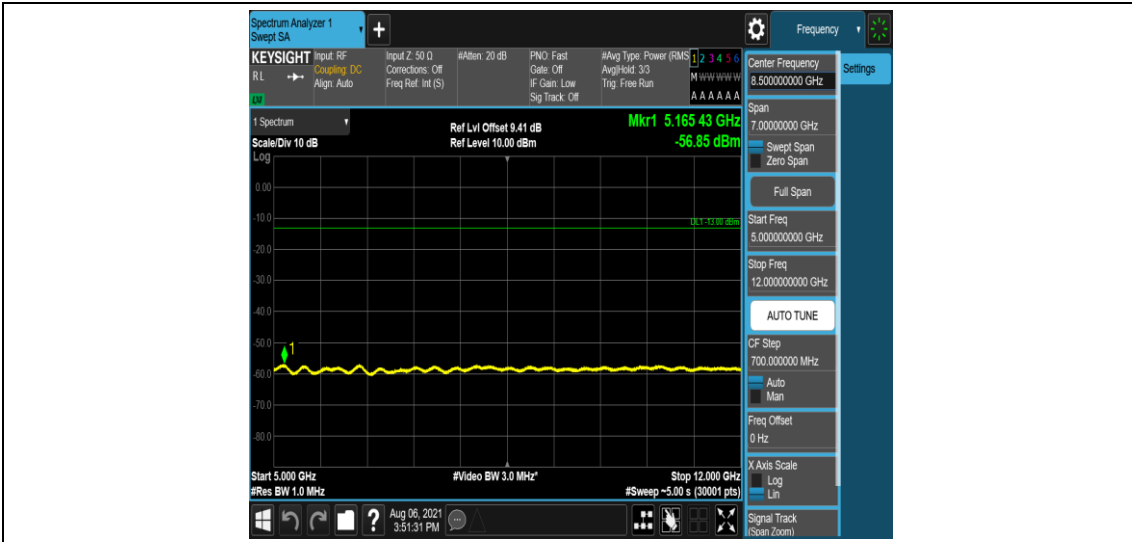 Spectrum Analyzer 1
Swept SA
+
Frequency
KEYSIGHT
RL
Input: RF
Coupling: DC
Align: Auto
Input Z: 50 Ω
Corrections: Off
Freq Ref: Int (S)
#Atten: 20 dB
PNO: Fast
Gate: Off
IF Gain: Low
Sig Track: Off
#Avg Type: Power (RMS
Avg|Hold: 3/3
Trig: Free Run
1 2 3 4 5 6
M W W W W W
A A A A A A
1 Spectrum
Scale/Div 10 dB
Log
Ref Lvl Offset 9.41 dB
Ref Level 10.00 dBm
Mkr1 5.165 43 GHz
-56.85 dBm
0.00
-10.0
DL1 -13.00 dBm
-20.0
-30.0
-40.0
-50.0
1
-60.0
-70.0
-80.0
Start 5.000 GHz
#Res BW 1.0 MHz
#Video BW 3.0 MHz*
Stop 12.000 GHz
#Sweep ~5.00 s (30001 pts)
?
Aug 06, 2021
3:51:31 PM
Center Frequency
8.500000000 GHz
Settings
Span
7.00000000 GHz
Swept Span
Zero Span
Full Span
Start Freq
5.000000000 GHz
Stop Freq
12.000000000 GHz
AUTO TUNE
CF Step
700.000000 MHz
Auto
Man
Freq Offset
0 Hz
X Axis Scale
Log
Lin
Signal Track
(Span Zoom)